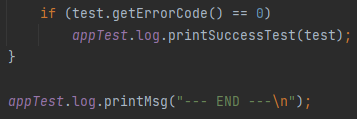 if (test.getErrorCode() == 0)
appTest.log.printSuccessTest(test);
}
appTest.log.printMsg("--- END ---\n");